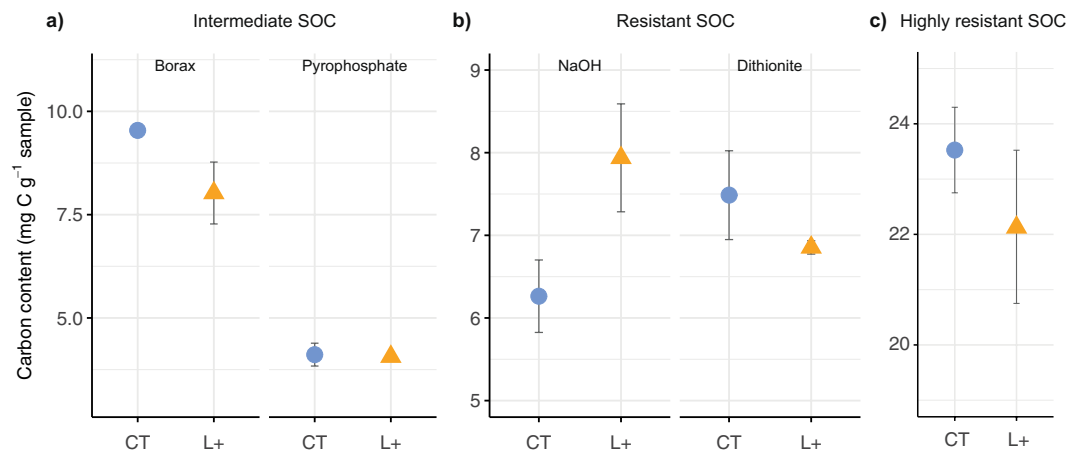 a) Intermediate SOC
b) Resistant SOC
c) Highly resistant SOC
Carbon content (mg C g⁻¹ sample)
Borax
Pyrophosphate
10.0
7.5
5.0
CT
L+
CT
L+
NaOH
Dithionite
9
8
7
6
5
CT
L+
CT
L+
24
22
20
CT
L+